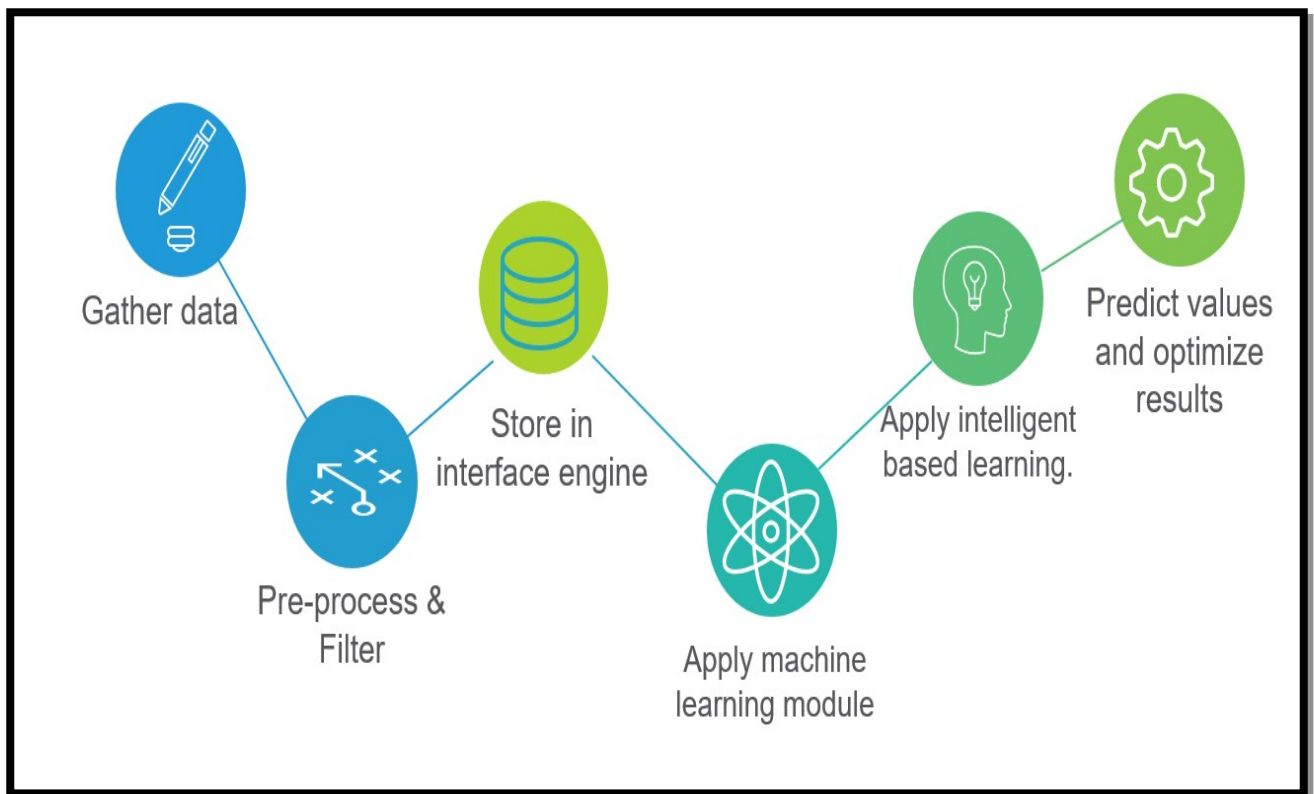 Gather data
Pre-process &
Filter
Store in
interface engine
Apply machine
learning module
Apply intelligent
based learning.
Predict values
and optimize
results